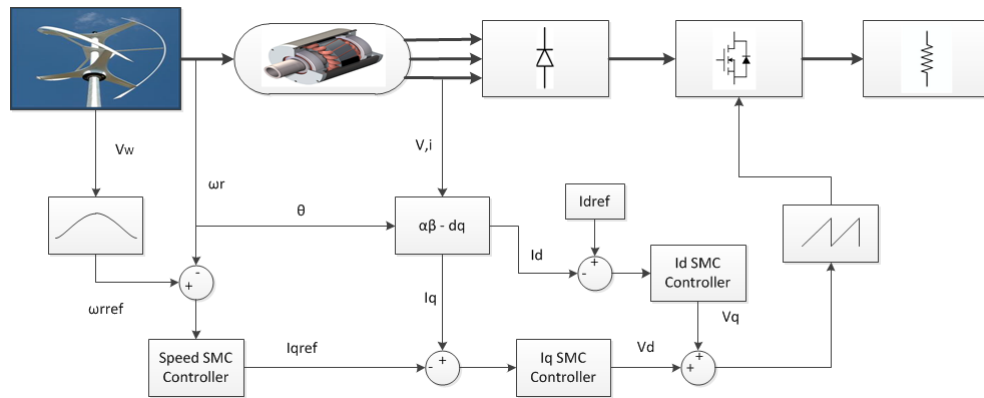 Vw
ωr
V,i
θ
αβ - dq
Idref
Id
-
+
Id SMC
Controller
-
+
ωrref
Iq
Vq
Speed SMC
Controller
Iqref
-
+
Iq SMC
Controller
Vd
+
+